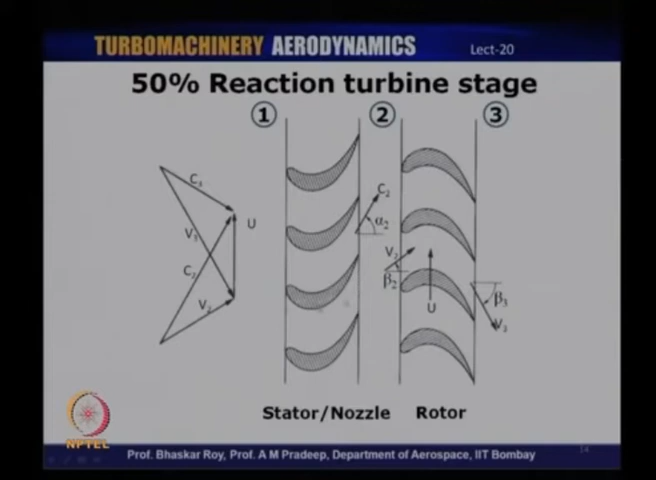 TURBOMACHINERY AERODYNAMICS Lect-20
50% Reaction turbine stage
1 2 3
C3
V3
U
C2
V2
C2
α2
V2
β2
U
β3
V3
Stator/Nozzle Rotor
NPTEL
Prof. Bhaskar Roy, Prof. A M Pradeep, Department of Aerospace, IIT Bombay
14